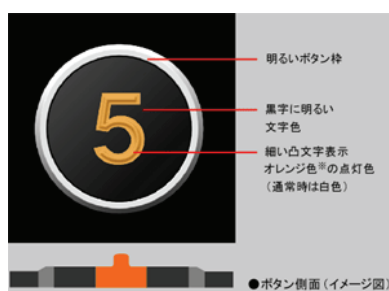 明るいボタン枠
5
黒字に明るい
文字色
細い凸文字表示
オレンジ色※の点灯色
（通常時は白色）
●ボタン側面（イメージ図）